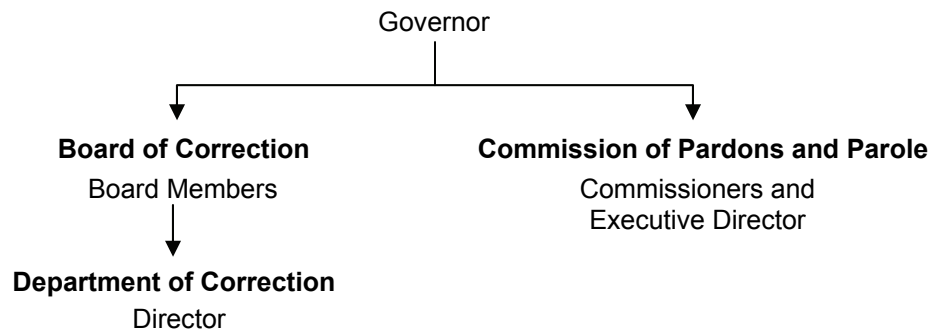 Governor
Board of Correction
Board Members
Department of Correction
Director
Commission of Pardons and Parole
Commissioners and
Executive Director